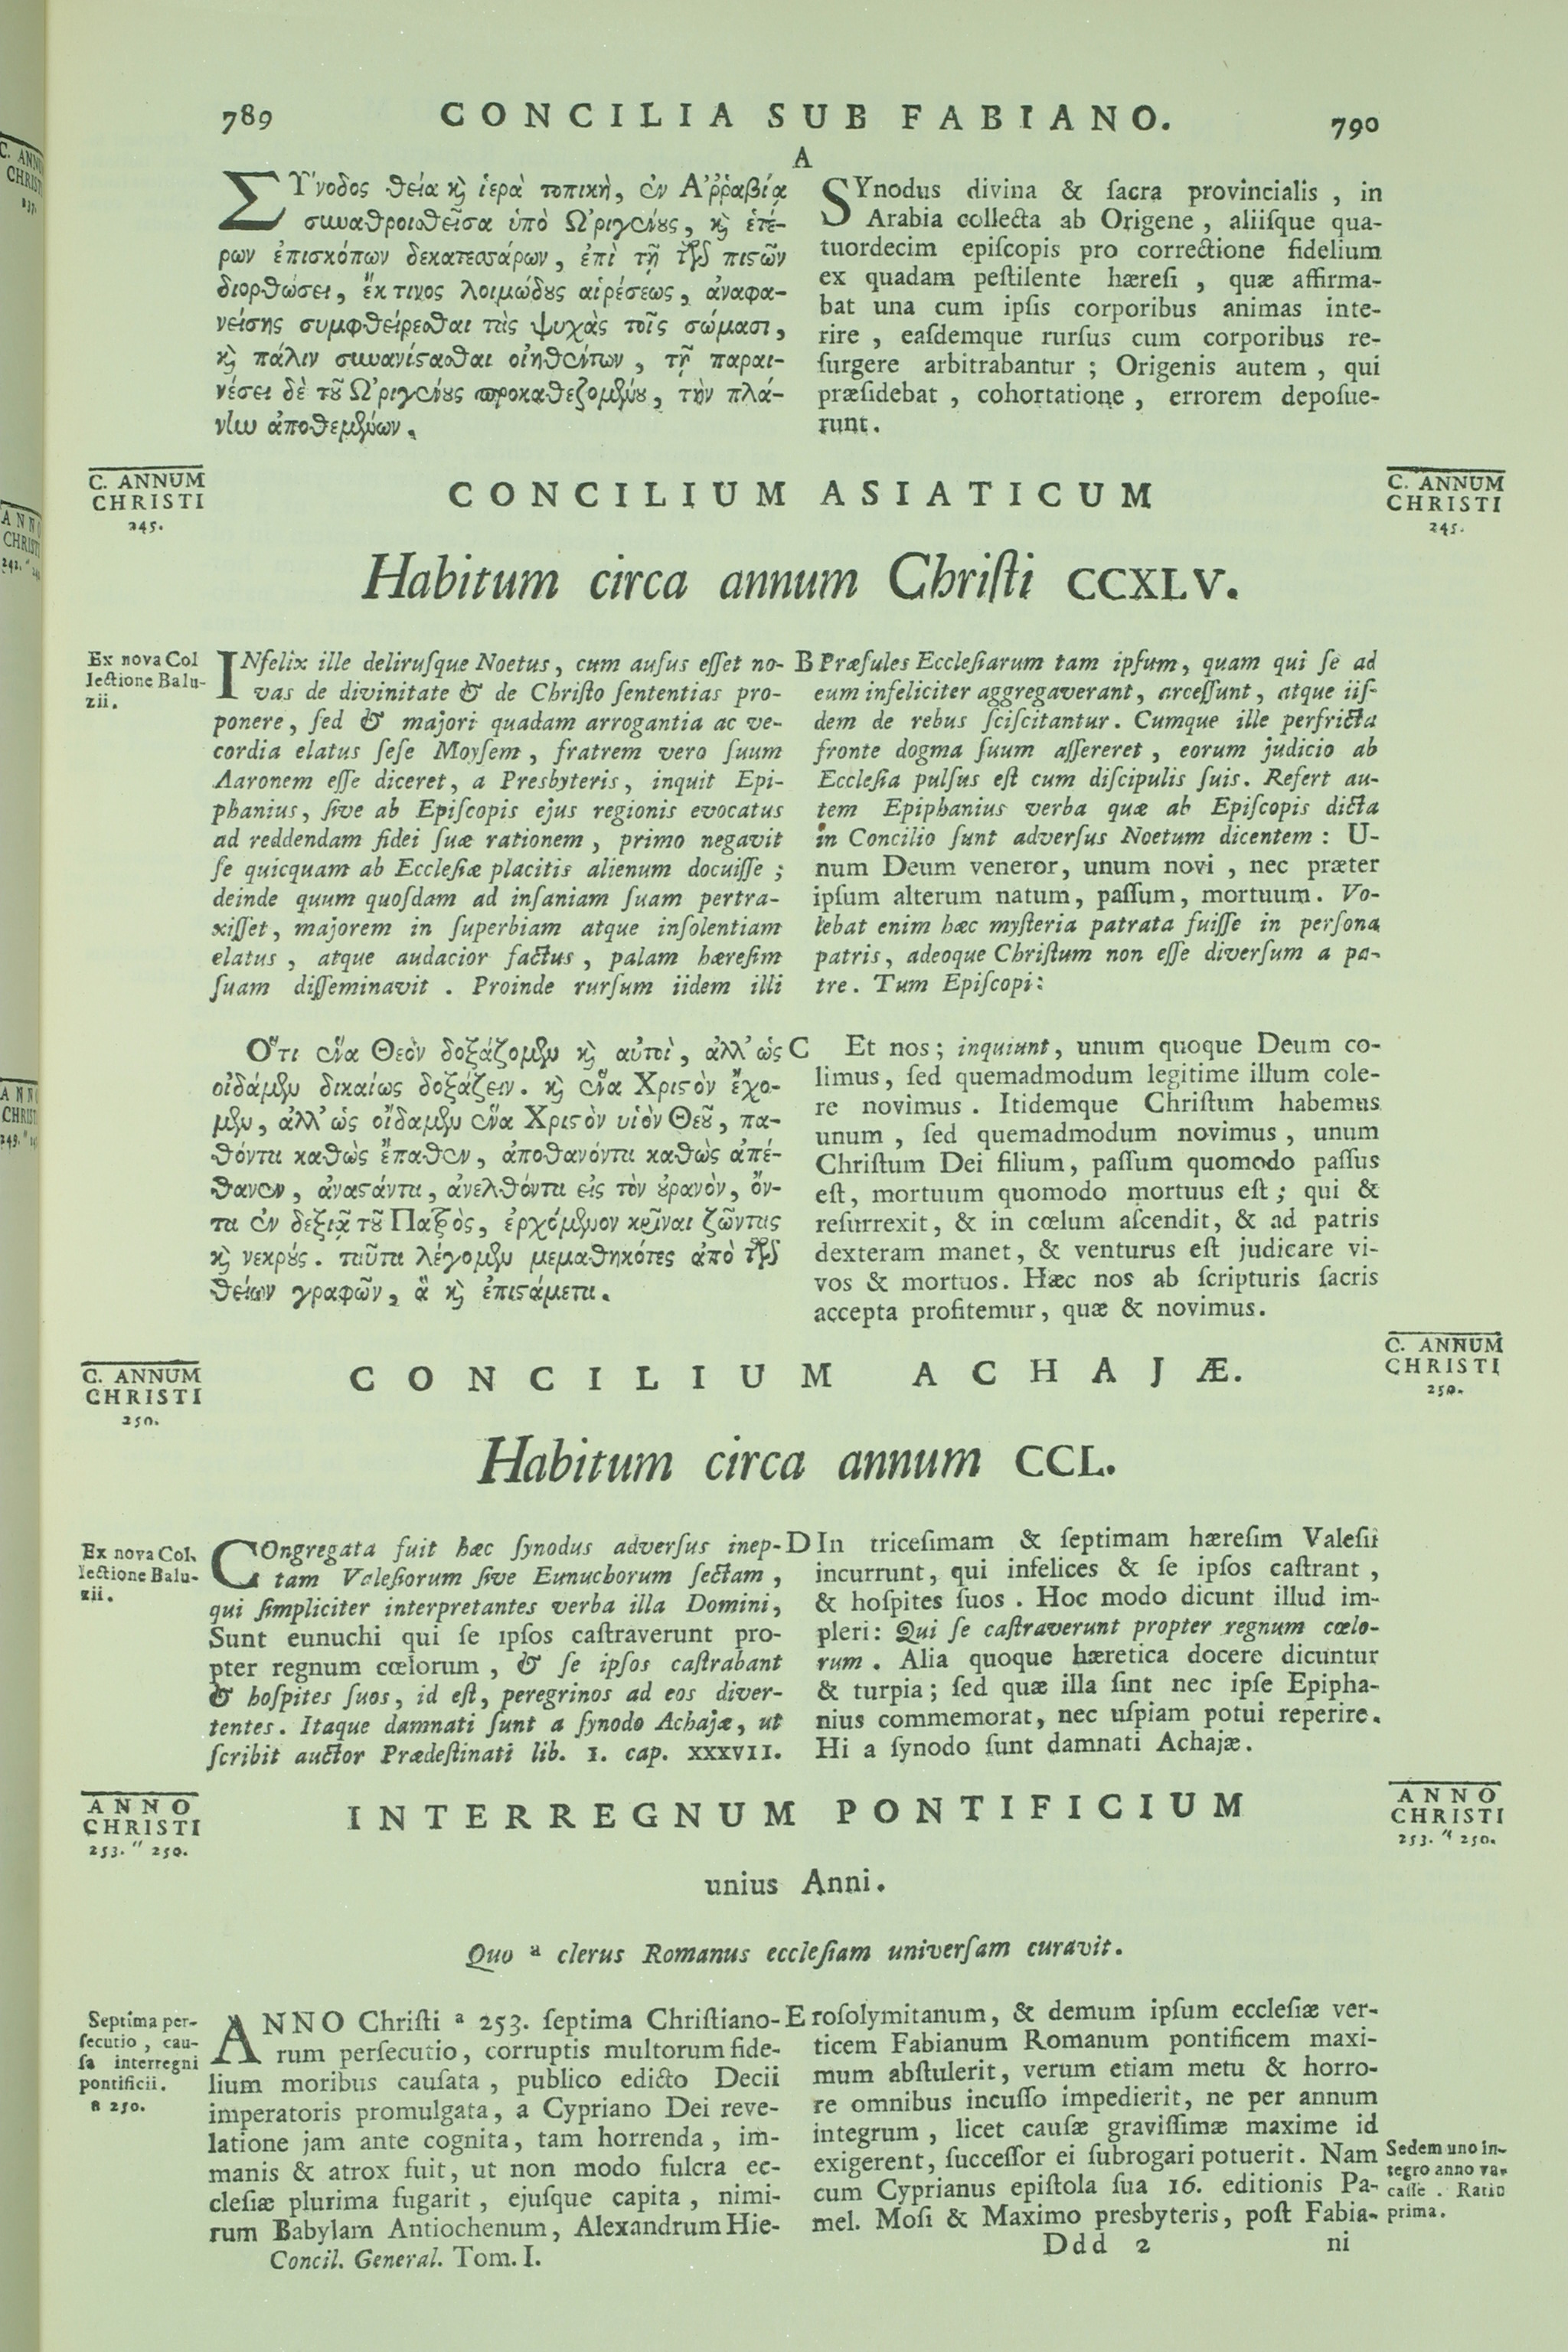 789
CONCILIA SUB FABIANO.
790
A
ΣΥ´νοδος θεία κ̀ ἱερὰ τοπικὴ, ἐν Α᾿ῤῥαβίᾳ
συναθροισθεῖσα ὑπὸ Ω᾿ριγένους, κ̀ ἑτέ-
ρων ἐπισκόπων δεκατεσσάρων, ἐπὶ τῇ τῶν πιστῶν
διορθώσει, ἔκ τινος λοιμώδους αἱρέσεως, ἀναφα-
νείσης συμφθείρεσθαι τὰς ψυχὰς τοῖς σώμασι,
κ̀ πάλιν συνανίστασθαι οἰηθέντων, τῇ παραι-
νέσει δὲ τοῦ Ω᾿ριγένους προκαθεζομένου, τὴν πλά-
νην ἀποθεμένων.
SYnodus divina & ſacra provincialis, in
Arabia collecta ab Origene, aliiſque qua-
tuordecim epiſcopis pro correctione fidelium
ex quadam peſtilente hæreſi, quæ affirma-
bat una cum ipſis corporibus animas inte-
rire, eaſdemque rurſus cum corporibus re-
ſurgere arbitrabantur; Origenis autem, qui
præſidebat, cohortatione, errorem depoſue-
runt.
C. ANNUM
CHRISTI
245.
CONCILIUM ASIATICUM
C. ANNUM
CHRISTI
245.
Habitum circa annum Chriſti CCXLV.
Ex nova Col
lectione Balu-
zii.
INfelix ille deliruſque Noetus, cum auſus eſſet no-
vas de divinitate & de Chriſto ſententias pro-
ponere, ſed & majori quadam arrogantia ac ve-
cordia elatus ſeſe Moyſem, fratrem vero ſuum
Aaronem eſſe diceret, a Presbyteris, inquit Epi-
phanius, ſive ab Epiſcopis ejus regionis evocatus
ad reddendam fidei ſuæ rationem, primo negavit
ſe quicquam ab Eccleſiæ placitis alienum docuiſſe;
deinde quum quoſdam ad inſaniam ſuam pertra-
xiſſet, majorem in ſuperbiam atque inſolentiam
elatus, atque audacior factus, palam hæreſim
ſuam diſſeminavit. Proinde rurſum iidem illi
B
Præſules Eccleſiarum tam ipſum, quam qui ſe ad
eum infeliciter aggregaverant, arceſſunt, atque iiſ-
dem de rebus ſciſcitantur. Cumque ille perfricta
fronte dogma ſuum aſſereret, eorum judicio ab
Eccleſia pulſus eſt cum diſcipulis ſuis. Refert au-
tem Epiphanius verba quæ ab Epiſcopis dicta
in Concilio ſunt adverſus Noetum dicentem: U-
num Deum veneror, unum novi, nec præter
ipſum alterum natum, paſſum, mortuum. Vo-
lebat enim hæc myſteria patrata fuiſſe in perſona
patris, adeoque Chriſtum non eſſe diverſum a pa-
tre. Tum Epiſcopi:
Ο῞τι ἕνα Θεὸν δοξάζομεν κ̀ αὐτοὶ, ἀλλ᾿ ὡς
οἰδάμεν δικαίως δοξάζειν. κ̀ ἕνα Χριστὸν ἔχο-
μεν, ἀλλ᾿ ὡς οἴδαμεν ἕνα Χριστὸν υἱὸν Θεοῦ, πα-
θόντα καθὼς ἔπαθεν, ἀποθανόντα καθὼς ἀπέ-
θανεν, ἀναστάντα, ἀνελθόντα εἰς τὸν οὐρανὸν, ὄν-
τα ἐν δεξιᾷ τοῦ Πατρὸς, ἐρχόμενον κρῖναι ζῶντας
κ̀ νεκρούς. ταῦτα λέγομεν μεμαθηκότες ἀπὸ τῶν
θείων γραφῶν, ἃ κ̀ ἐπιστάμεθα.
C
Et nos; inquiunt, unum quoque Deum co-
limus, ſed quemadmodum legitime illum cole-
re novimus. Itidemque Chriſtum habemus
unum, ſed quemadmodum novimus, unum
Chriſtum Dei filium, paſſum quomodo paſſus
eſt, mortuum quomodo mortuus eſt; qui &
reſurrexit, & in cœlum aſcendit, & ad patris
dexteram manet, & venturus eſt judicare vi-
vos & mortuos. Hæc nos ab ſcripturis ſacris
accepta profitemur, quæ & novimus.
C. ANNUM
CHRISTI
250.
CONCILIUM ACHAJÆ.
C. ANNUM
CHRISTI
250.
Habitum circa annum CCL.
Ex nova Col.
lectione Balu-
zii.
COngregata fuit hæc ſynodus adverſus inep-
tam Valeſiorum ſive Eunuchorum ſectam,
qui ſimpliciter interpretantes verba illa Domini,
Sunt eunuchi qui ſe ipſos caſtraverunt pro-
pter regnum cœlorum, & ſe ipſos caſtrabant
& hoſpites ſuos, id eſt, peregrinos ad eos diver-
tentes. Itaque damnati ſunt a ſynodo Achajæ, ut
ſcribit auctor Prædeſtinati lib. 1. cap. XXXVII.
D
In triceſimam & ſeptimam hæreſim Valeſii
incurrunt, qui infelices & ſe ipſos caſtrant,
& hoſpites ſuos. Hoc modo dicunt illud im-
pleri: Qui ſe caſtraverunt propter regnum cœlo-
rum. Alia quoque hæretica docere dicuntur
& turpia; ſed quæ illa ſint nec ipſe Epipha-
nius commemorat, nec uſpiam potui reperire.
Hi a ſynodo ſunt damnati Achajæ.
ANNO
CHRISTI
253. " 250.
INTERREGNUM PONTIFICIUM
ANNO
CHRISTI
253. " 250.
unius Anni.
Quo ª clerus Romanus eccleſiam univerſam curavit.
Septima per-
ſecutio, cau-
ſa interregni
pontificii.
a 250.
ANNO Chriſti ª 253. ſeptima Chriſtiano-
rum perſecutio, corruptis multorum fide-
lium moribus cauſata, publico edicto Decii
imperatoris promulgata, a Cypriano Dei reve-
latione jam ante cognita, tam horrenda, im-
manis & atrox fuit, ut non modo fulcra ec-
cleſiæ plurima fugarit, ejuſque capita, nimi-
rum Babylam Antiochenum, Alexandrum Hie-
E
roſolymitanum, & demum ipſum eccleſiæ ver-
ticem Fabianum Romanum pontificem maxi-
mum abſtulerit, verum etiam metu & horro-
re omnibus incuſſo impedierit, ne per annum
integrum, licet cauſæ graviſſimæ maxime id
exigerent, ſucceſſor ei ſubrogari potuerit. Nam
cum Cyprianus epiſtola ſua 16. editionis Pa-
mel. Moſi & Maximo presbyteris, poſt Fabia-
Sedem uno in-
tegro anno va-
caſſe. Ratio
prima.
Concil. General. Tom. I.
Ddd 2
ni